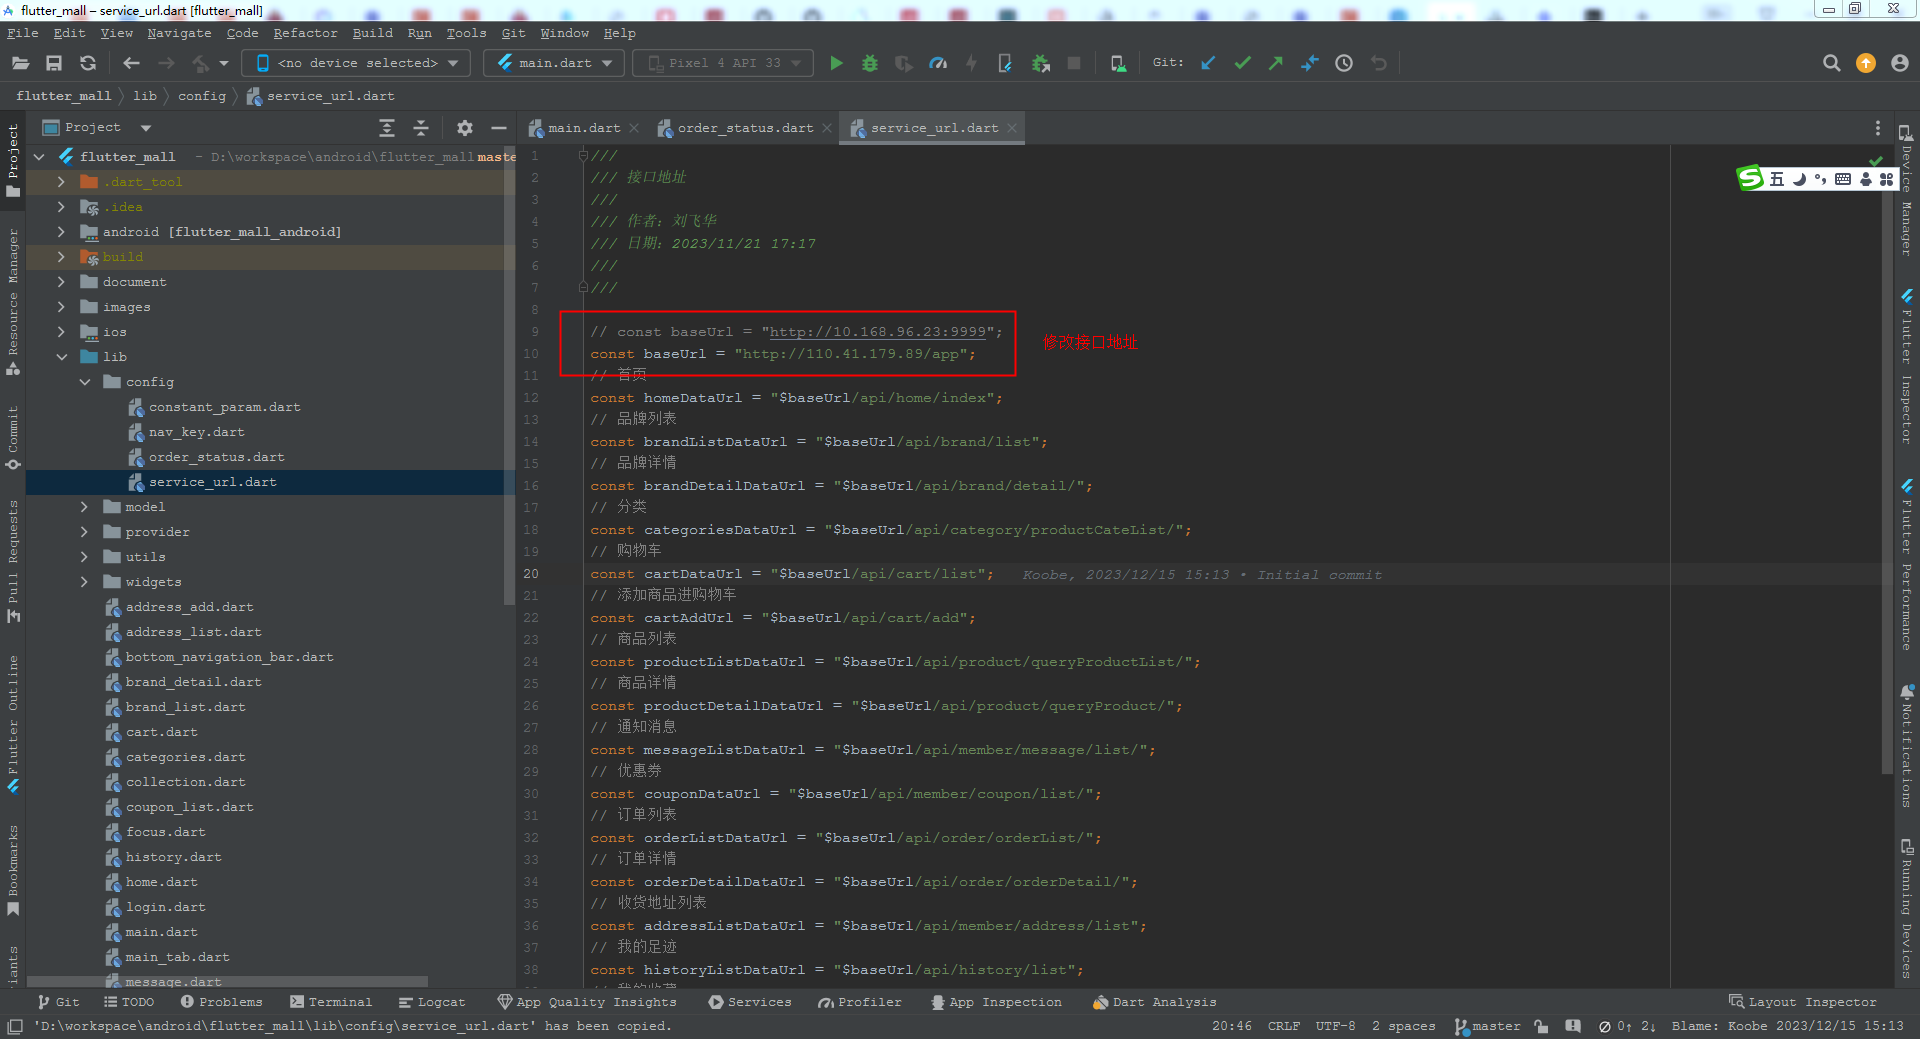 flutter_mall – service_url.dart [flutter_mall]
File Edit View Navigate Code Refactor Build Run Tools Git Window Help
<no device selected> main.dart Pixel 4 API 33 Git:
flutter_mall lib config service_url.dart
Project
main.dart order_status.dart service_url.dart
flutter_mall – D:\workspace\android\flutter_mall maste
.dart_tool
.idea
android [flutter_mall_android]
build
document
images
ios
lib
config
constant_param.dart
nav_key.dart
order_status.dart
service_url.dart
model
provider
utils
widgets
address_add.dart
address_list.dart
bottom_navigation_bar.dart
brand_detail.dart
brand_list.dart
cart.dart
categories.dart
collection.dart
coupon_list.dart
focus.dart
history.dart
home.dart
login.dart
main.dart
main_tab.dart
message.dart
Project
Resource Manager
Commit
Pull Requests
Flutter Outline
Bookmarks
iants
1 ///
2 /// 接口地址
3 ///
4 /// 作者: 刘飞华
5 /// 日期: 2023/11/21 17:17
6 ///
7 ///
8
9 // const baseUrl = "http://10.168.96.23:9999";
10 const baseUrl = "http://110.41.179.89/app";
修改接口地址
11 // 首页
12 const homeDataUrl = "$baseUrl/api/home/index";
13 // 品牌列表
14 const brandListDataUrl = "$baseUrl/api/brand/list";
15 // 品牌详情
16 const brandDetailDataUrl = "$baseUrl/api/brand/detail/";
17 // 分类
18 const categoriesDataUrl = "$baseUrl/api/category/productCateList/";
19 // 购物车
20 const cartDataUrl = "$baseUrl/api/cart/list"; Koobe, 2023/12/15 15:13 • Initial commit
21 // 添加商品进购物车
22 const cartAddUrl = "$baseUrl/api/cart/add";
23 // 商品列表
24 const productListDataUrl = "$baseUrl/api/product/queryProductList/";
25 // 商品详情
26 const productDetailDataUrl = "$baseUrl/api/product/queryProduct/";
27 // 通知消息
28 const messageListDataUrl = "$baseUrl/api/member/message/list/";
29 // 优惠券
30 const couponDataUrl = "$baseUrl/api/member/coupon/list/";
31 // 订单列表
32 const orderListDataUrl = "$baseUrl/api/order/orderList/";
33 // 订单详情
34 const orderDetailDataUrl = "$baseUrl/api/order/orderDetail/";
35 // 收货地址列表
36 const addressListDataUrl = "$baseUrl/api/member/address/list";
37 // 我的足迹
38 const historyListDataUrl = "$baseUrl/api/history/list";
// 我的收藏
五
Device Manager
Flutter Inspector
Flutter Performance
Notifications
Running Devices
Git TODO Problems Terminal Logcat App Quality Insights Services Profiler App Inspection Dart Analysis Layout Inspector
'D:\workspace\android\flutter_mall\lib\config\service_url.dart' has been copied. 20:46 CRLF UTF-8 2 spaces master 0↑ 2↓ Blame: Koobe 2023/12/15 15:13